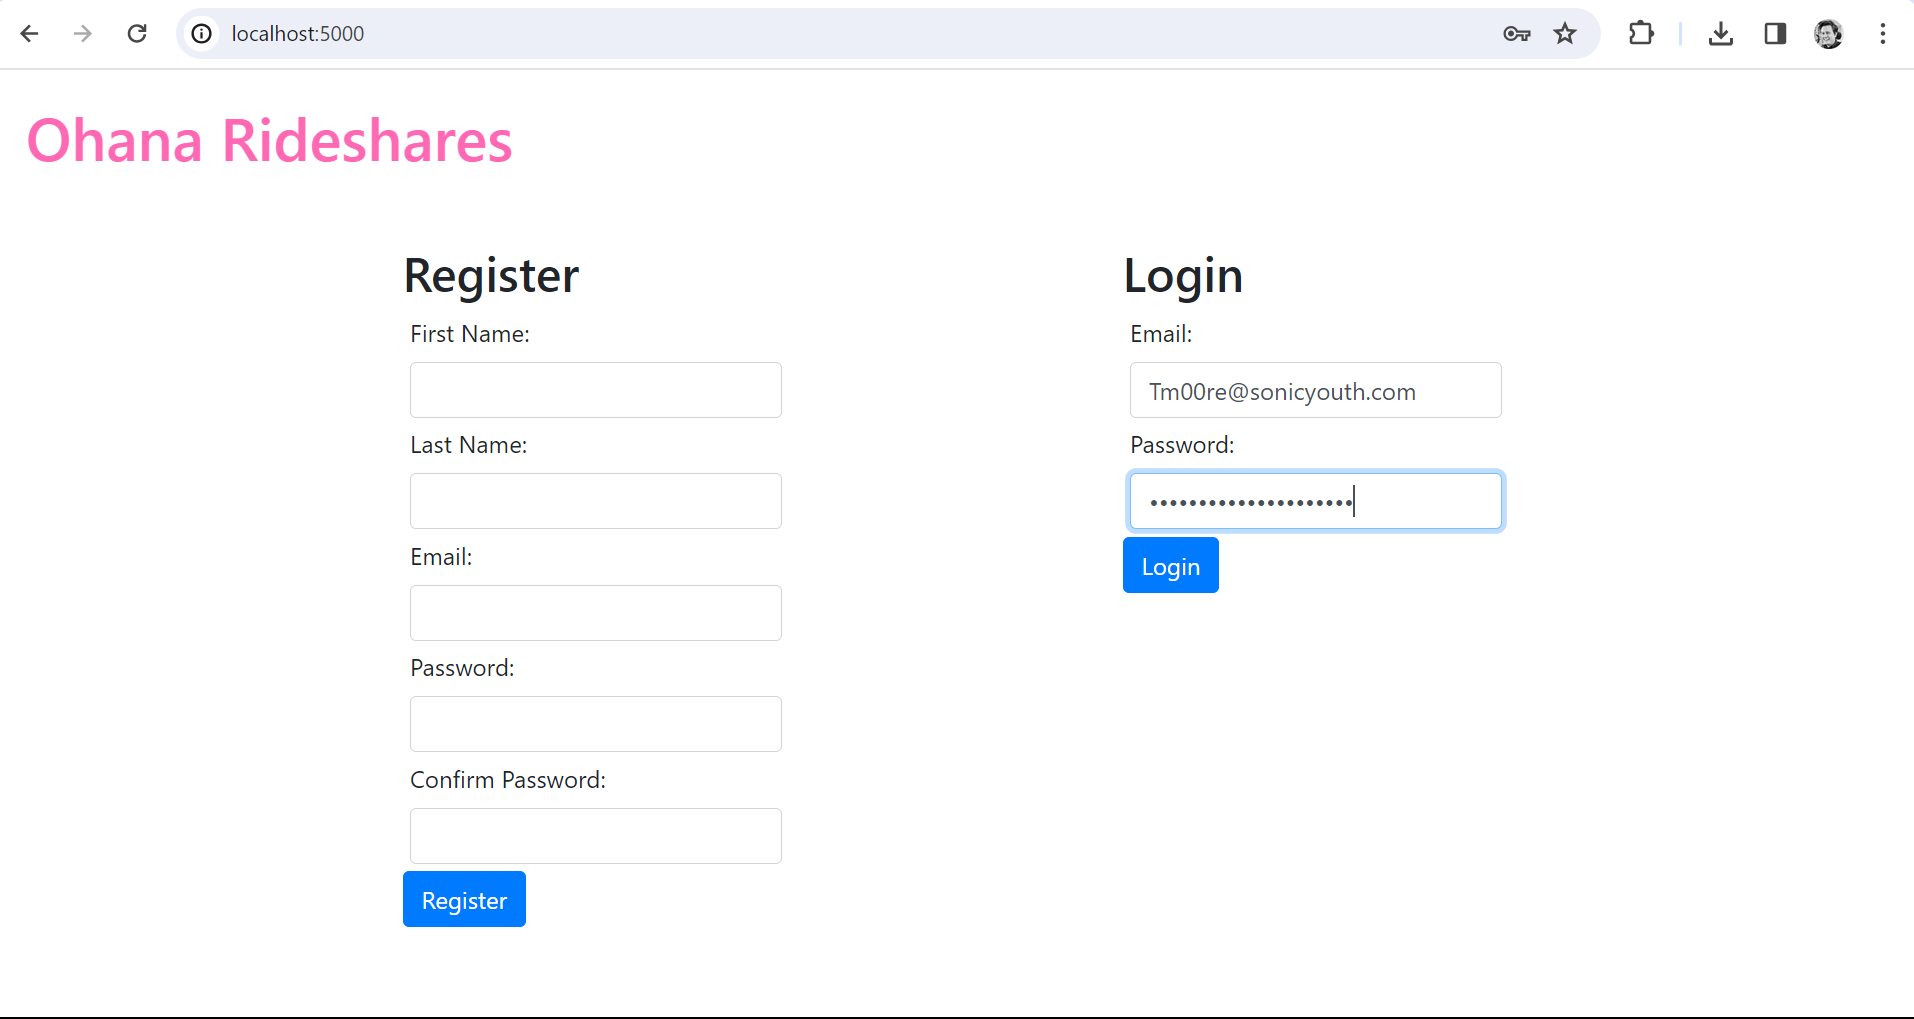 localhost:5000
Ohana Rideshares
Register
First Name:
Last Name:
Email:
Password:
Confirm Password:
Register
Login
Email:
Tm00re@sonicyouth.com
Password:
•••••••••••••••••••••
Login